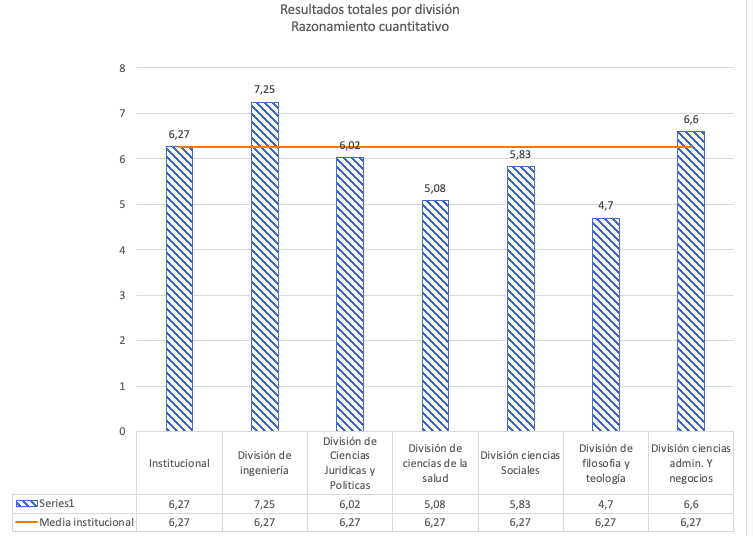 Resultados totales por división
Razonamiento cuantitativo
8
7,25
7
6,6
6,27
6,02
6
5,83
5,08
5
4,7
4
3
2
1
0
Institucional
División de
ingeniería
División de
Ciencias
Juridicas y
Politicas
División de
ciencias de la
salud
División ciencias
Sociales
División de
filosofia y
teología
División ciencias
admin. Y
negocios
Series1 6,27 7,25 6,02 5,08 5,83 4,7 6,6
Media institucional 6,27 6,27 6,27 6,27 6,27 6,27 6,27